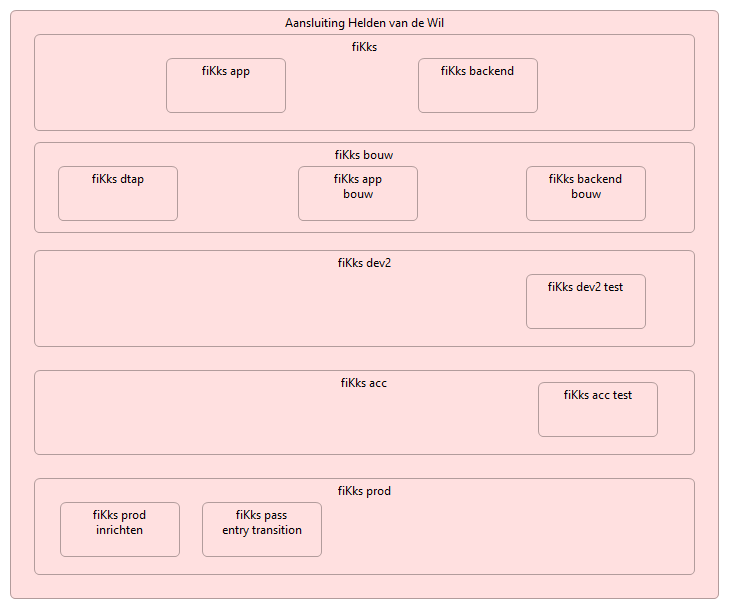 Aansluiting Helden van de Wil
fiKks
fiKks app
fiKks backend
fiKks bouw
fiKks dtap
fiKks app
bouw
fiKks backend
bouw
fiKks dev2
fiKks dev2 test
fiKks acc
fiKks acc test
fiKks prod
fiKks prod
inrichten
fiKks pass
entry transition